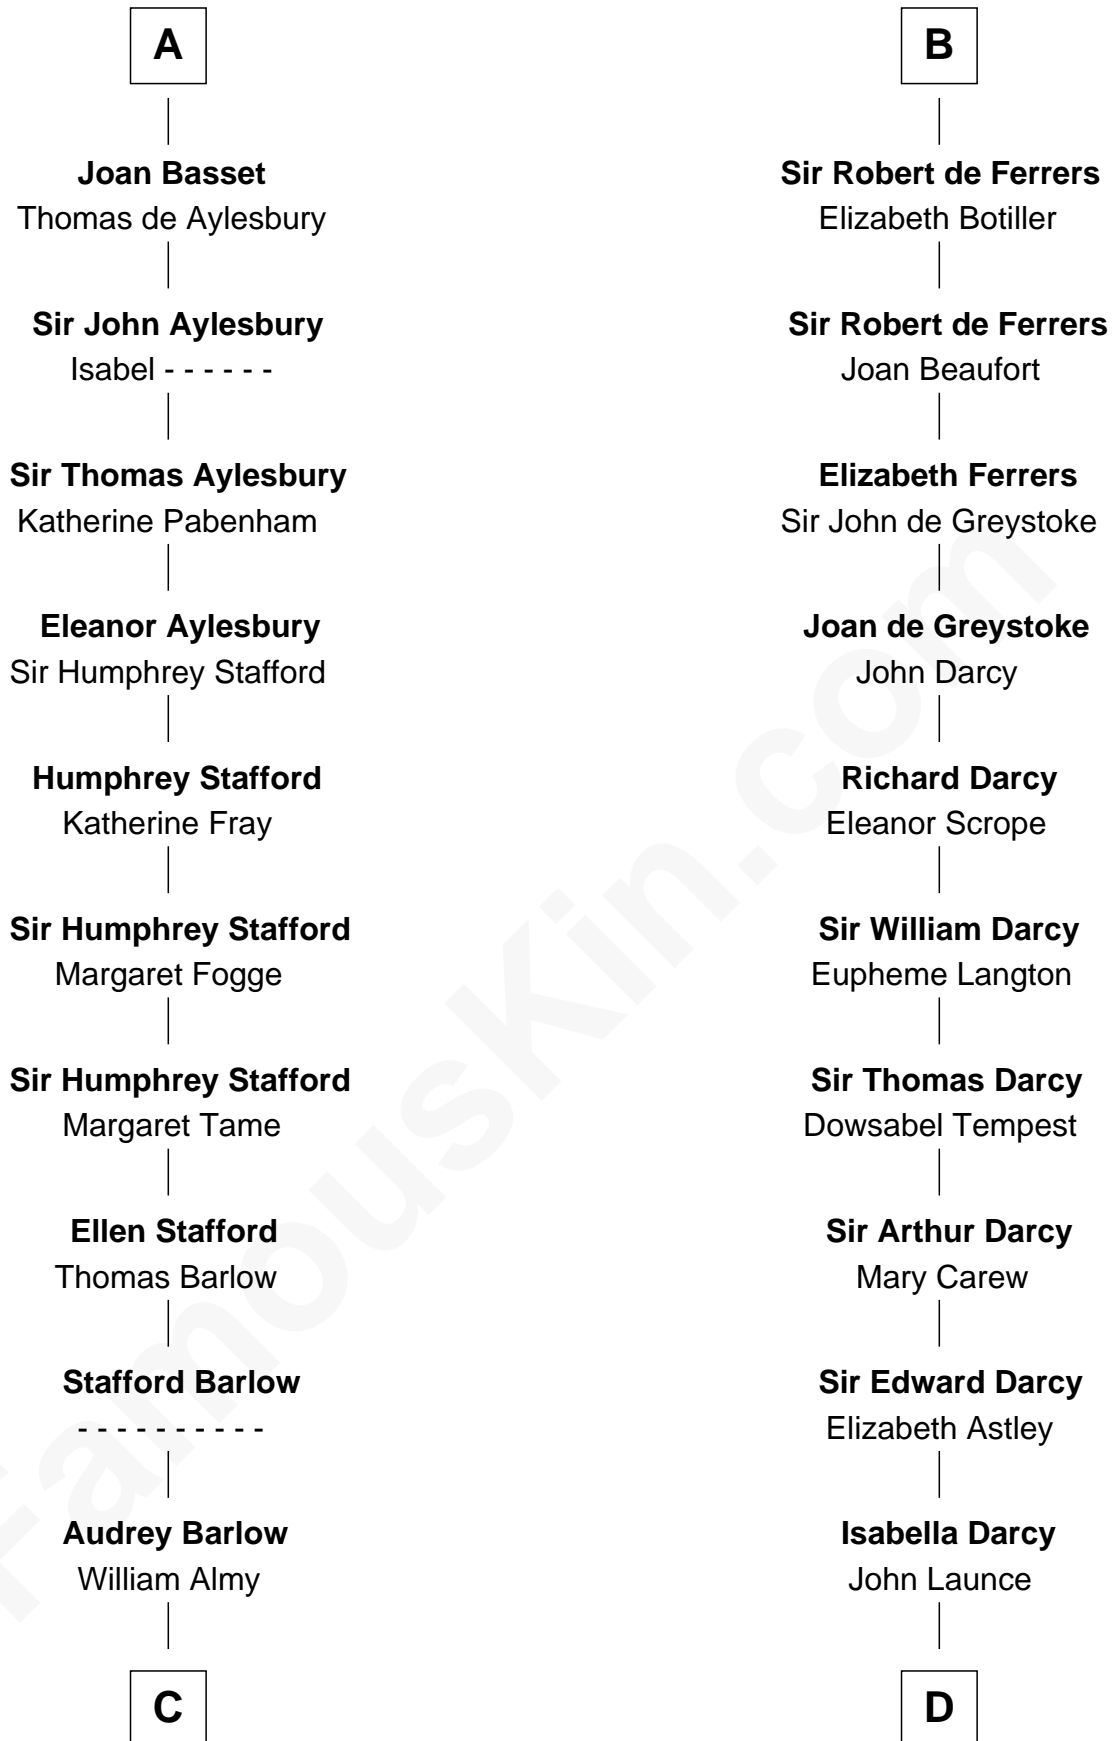 A
Joan Basset
Thomas de Aylesbury
Sir John Aylesbury
Isabel - - - - - -
Sir Thomas Aylesbury
Katherine Pabenham
Eleanor Aylesbury
Sir Humphrey Stafford
Humphrey Stafford
Katherine Fray
Sir Humphrey Stafford
Margaret Fogge
Sir Humphrey Stafford
Margaret Tame
Ellen Stafford
Thomas Barlow
Stafford Barlow
- - - - - - - - - -
Audrey Barlow
William Almy
C
B
Sir Robert de Ferrers
Elizabeth Botiller
Sir Robert de Ferrers
Joan Beaufort
Elizabeth Ferrers
Sir John de Greystoke
Joan de Greystoke
John Darcy
Richard Darcy
Eleanor Scrope
Sir William Darcy
Eupheme Langton
Sir Thomas Darcy
Dowsabel Tempest
Sir Arthur Darcy
Mary Carew
Sir Edward Darcy
Elizabeth Astley
Isabella Darcy
John Launce
D
FamousKin.com